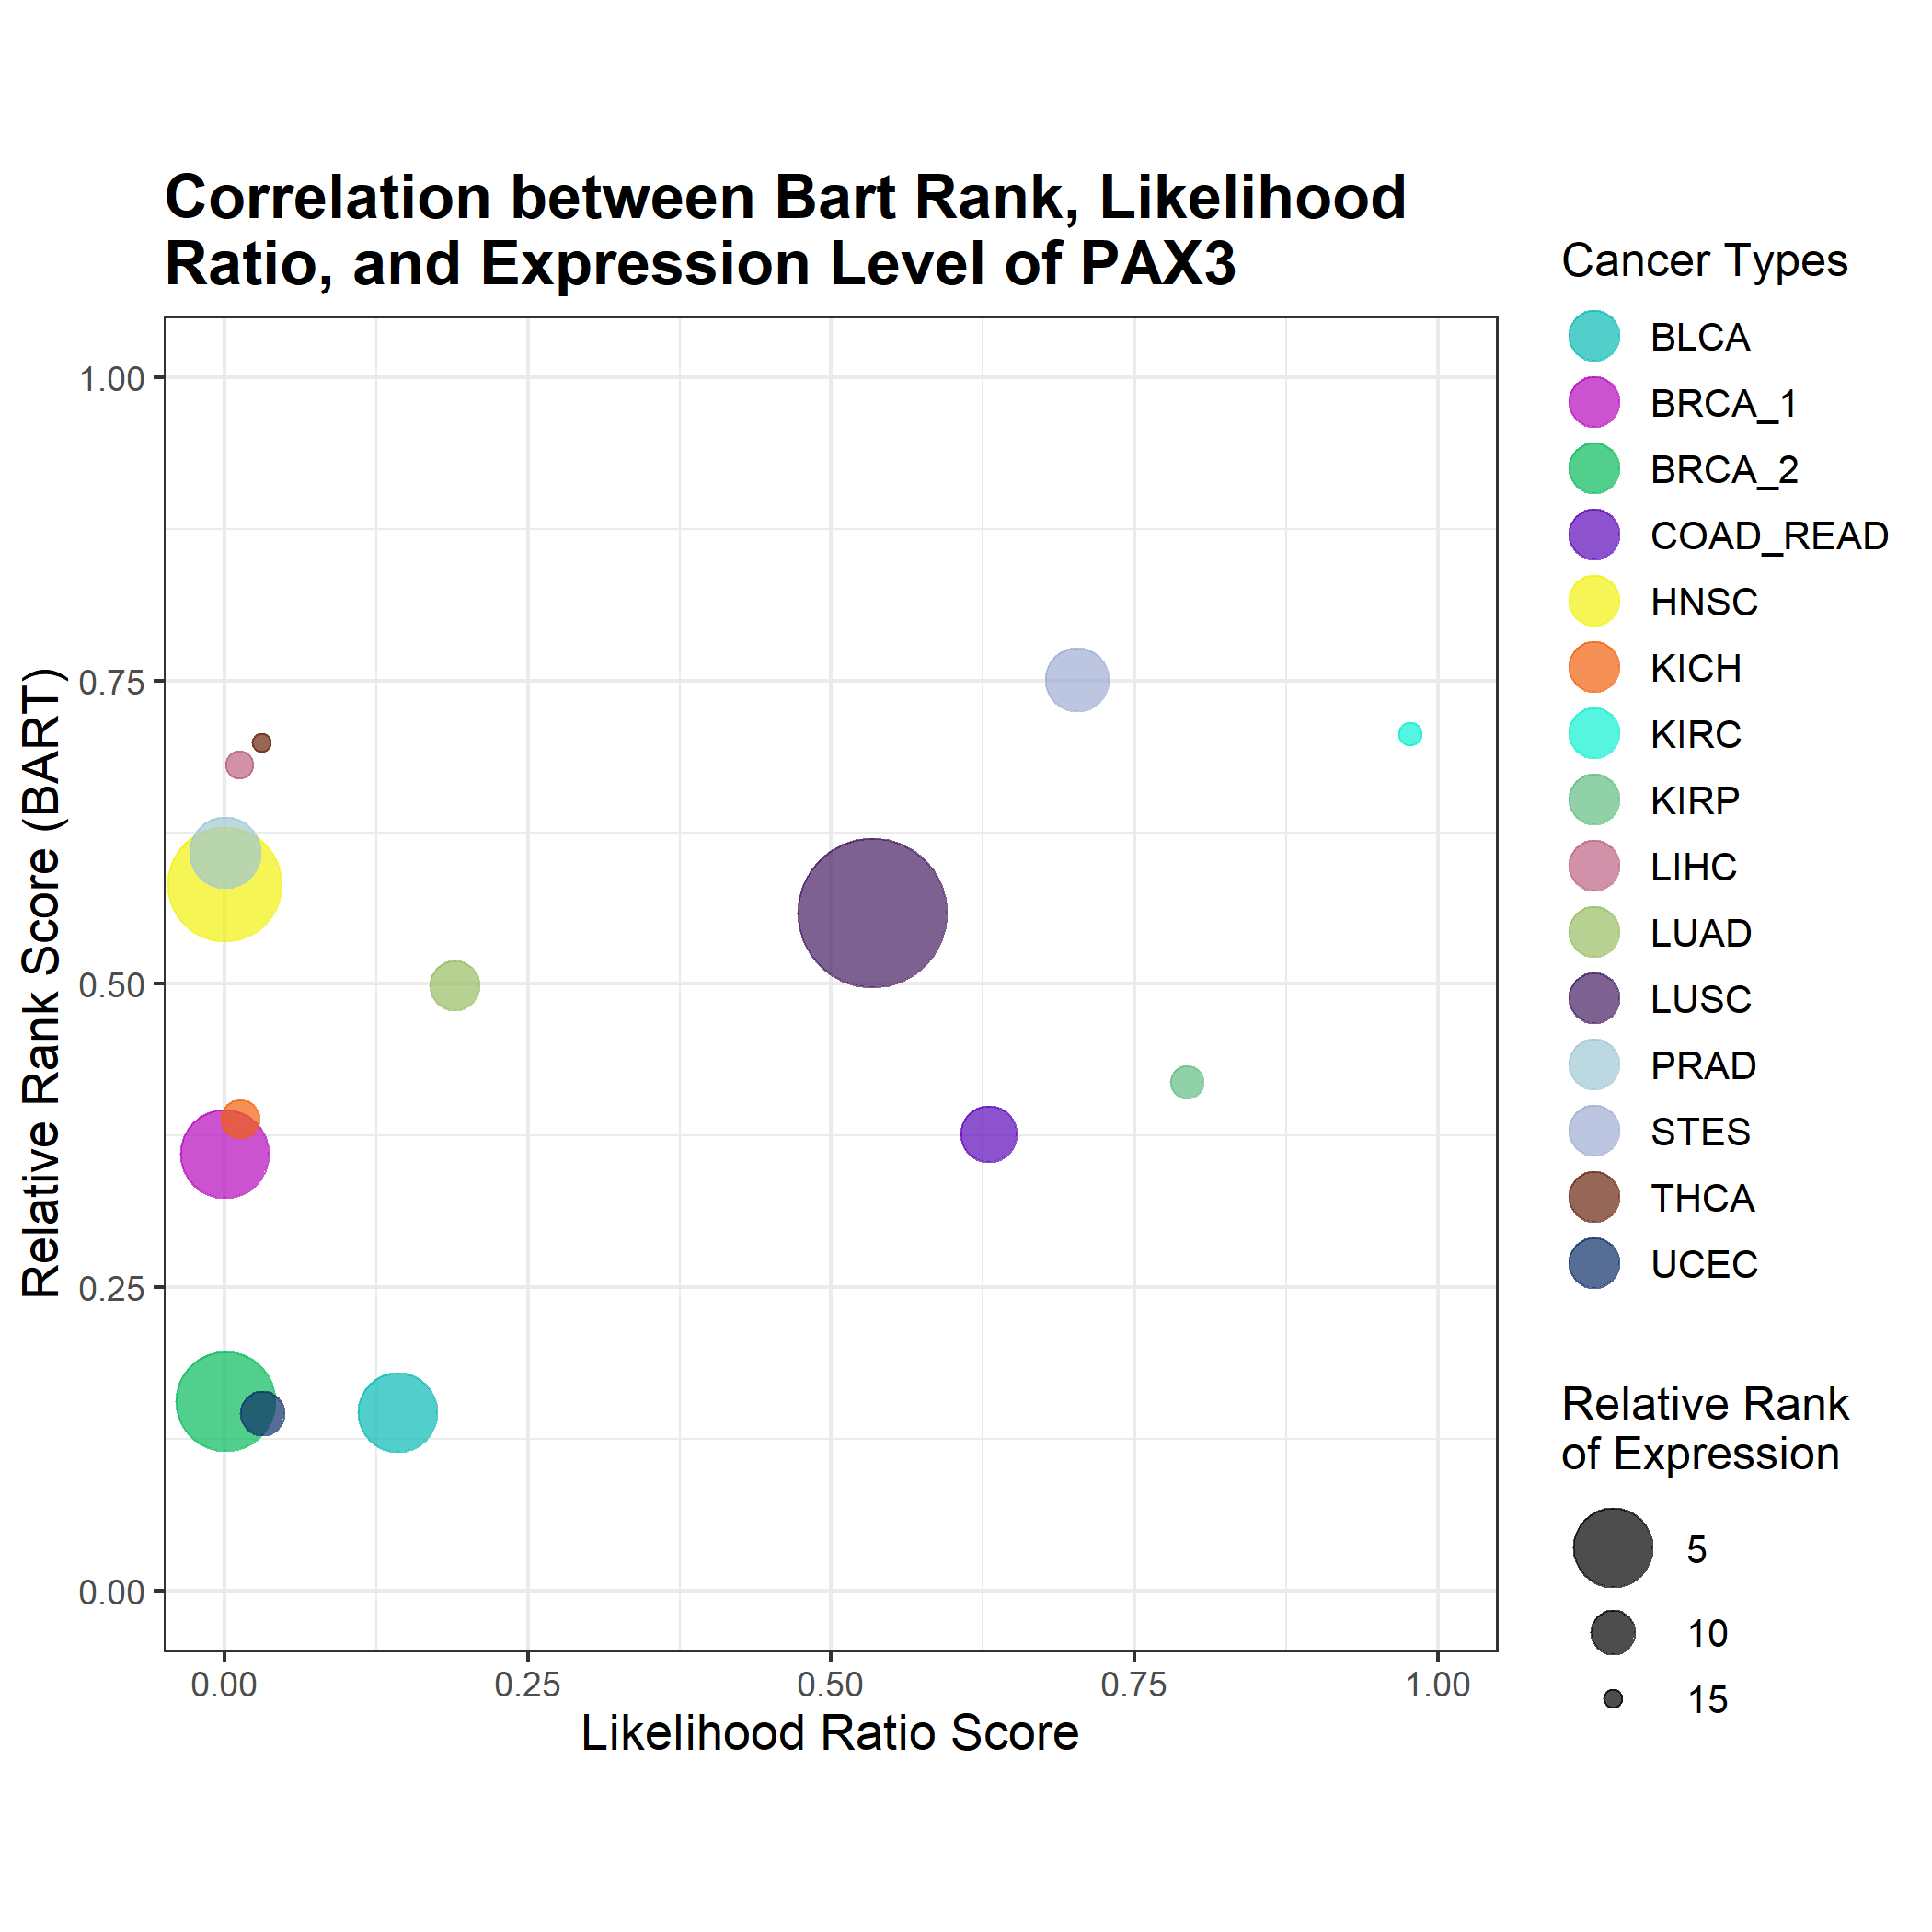 Correlation between Bart Rank, Likelihood
Ratio, and Expression Level of PAX3
Relative Rank Score (BART)
1.00
0.75
0.50
0.25
0.00
0.00
0.25
0.50
0.75
1.00
Likelihood Ratio Score
Cancer Types
BLCA
BRCA_1
BRCA_2
COAD_READ
HNSC
KICH
KIRC
KIRP
LIHC
LUAD
LUSC
PRAD
STES
THCA
UCEC
Relative Rank
of Expression
5
10
15